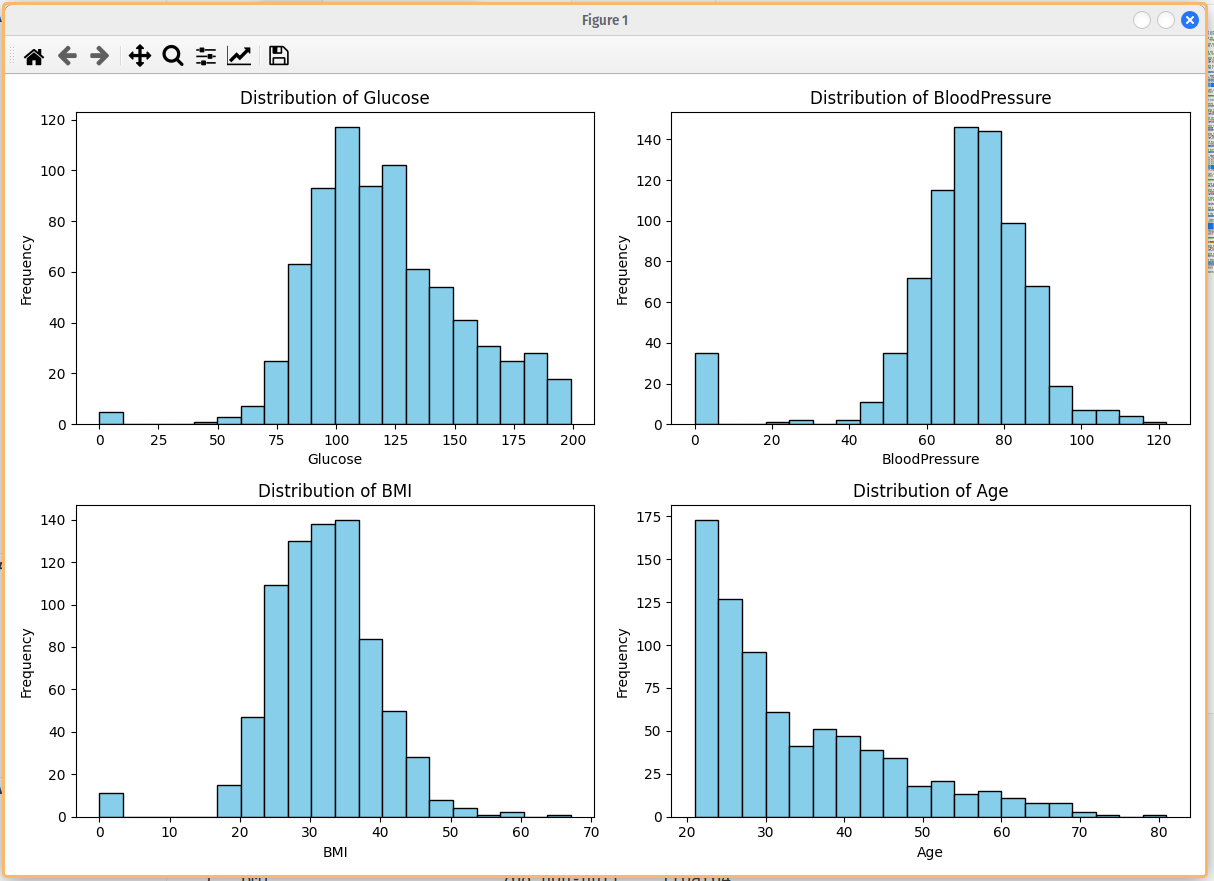 Figure 1
Distribution of Glucose
120
100
80
60
40
20
0
Frequency
0 25 50 75 100 125 150 175 200
Glucose
Distribution of BloodPressure
140
120
100
80
60
40
20
0
Frequency
0 20 40 60 80 100 120
BloodPressure
Distribution of BMI
140
120
100
80
60
40
20
0
Frequency
0 10 20 30 40 50 60 70
BMI
Distribution of Age
175
150
125
100
75
50
25
0
Frequency
20 30 40 50 60 70 80
Age